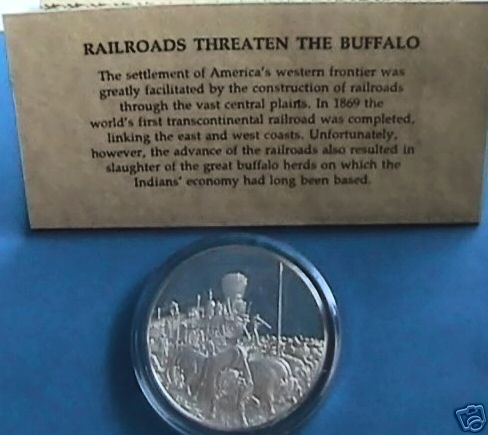 RAILROADS THREATEN THE BUFFALO
The settlement of America's western frontier was
greatly facilitated by the construction of railroads
through the vast central plains. In 1869 the
world's first transcontinental railroad was completed,
linking the east and west coasts. Unfortunately,
however, the advance of the railroads also resulted in
slaughter of the great buffalo herds on which the
Indians' economy had long been based.